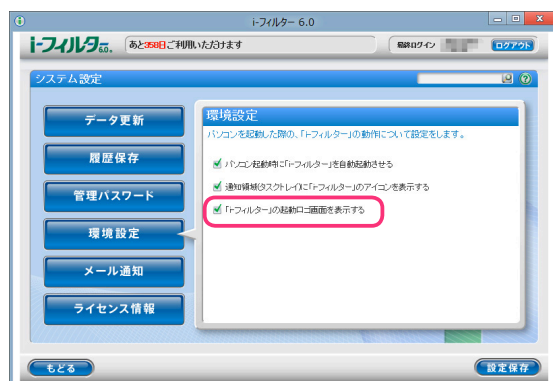 i-フィルター 6.0
i-フィルター6.0. あと358日ご利用いただけます 最終ログイン ログアウト
システム設定
データ更新
履歴保存
管理パスワード
環境設定
メール通知
ライセンス情報
環境設定
パソコンを起動した際の、「i-フィルター」の動作について設定をします。
パソコン起動時に「i-フィルター」を自動起動させる
通知領域(タスクトレイ)に「i-フィルター」のアイコンを表示する
「i-フィルター」の起動ロゴ画面を表示する
もどる 設定保存